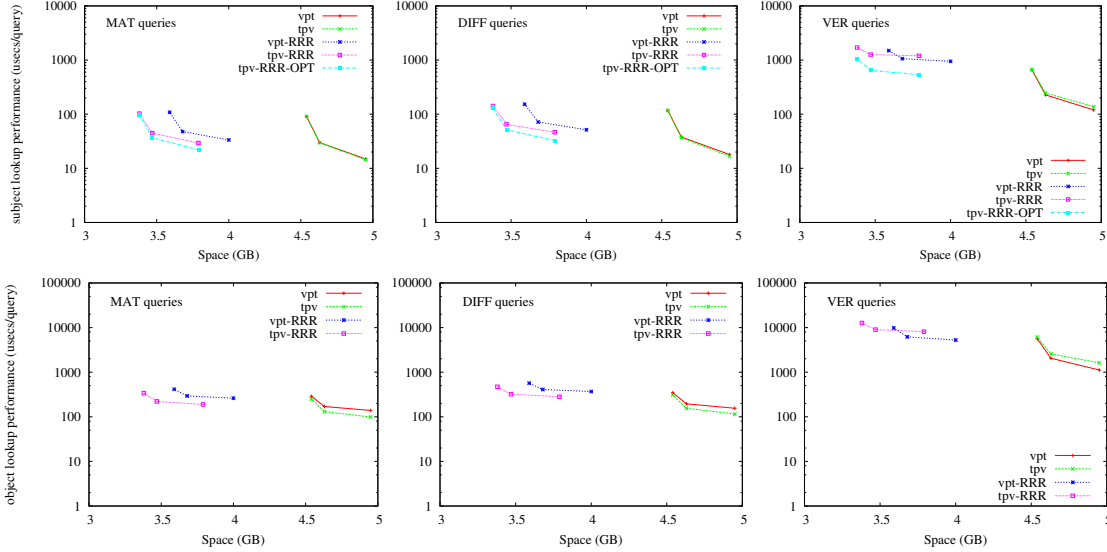 subject lookup performance (usecs/query)
10000
1000
100
10
1
MAT queries
vpt
tpv
vpt-RRR
tpv-RRR
tpv-RRR-OPT
3
3.5
4
4.5
5
Space (GB)
10000
1000
100
10
1
DIFF queries
vpt
tpv
vpt-RRR
tpv-RRR
tpv-RRR-OPT
3
3.5
4
4.5
5
Space (GB)
10000
1000
100
10
1
VER queries
vpt
tpv
vpt-RRR
tpv-RRR
tpv-RRR-OPT
3
3.5
4
4.5
5
Space (GB)
object lookup performance (usecs/query)
100000
10000
1000
100
10
1
MAT queries
vpt
tpv
vpt-RRR
tpv-RRR
3
3.5
4
4.5
5
Space (GB)
100000
10000
1000
100
10
1
DIFF queries
vpt
tpv
vpt-RRR
tpv-RRR
3
3.5
4
4.5
5
Space (GB)
100000
10000
1000
100
10
1
VER queries
vpt
tpv
vpt-RRR
tpv-RRR
3
3.5
4
4.5
5
Space (GB)